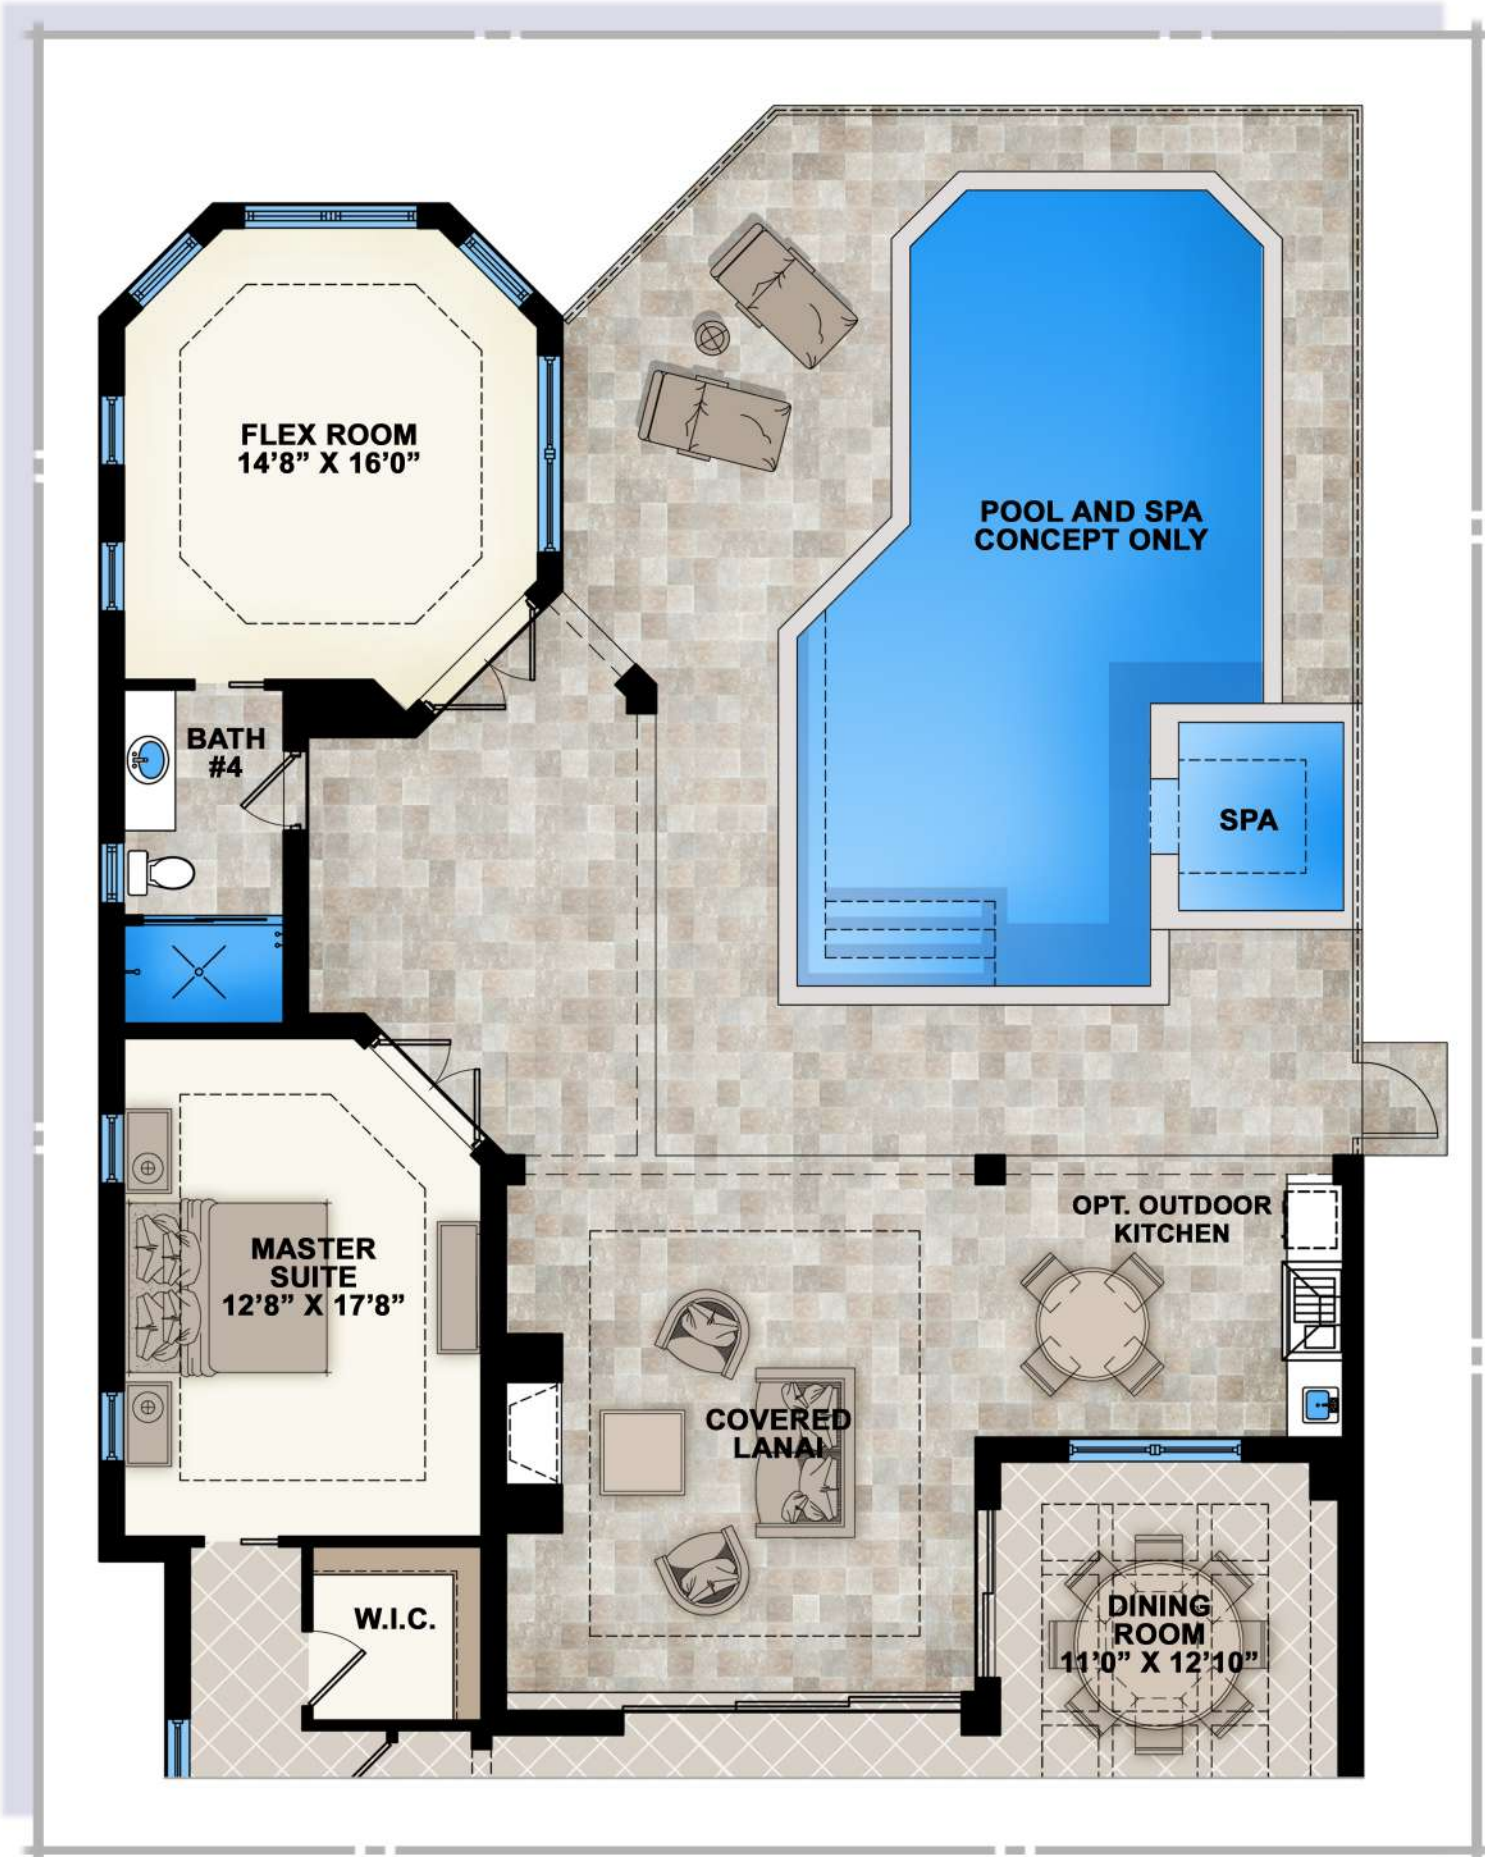 FLEX ROOM
14'8” X 16'0”
POOL AND SPA
CONCEPT ONLY
BATH
#4
SPA
OPT. OUTDOOR
KITCHEN
MASTER
SUITE
12'8” X 17'8”
COVERED
LANAI
DINING
ROOM
11'0” X 12'10”
W.I.C.